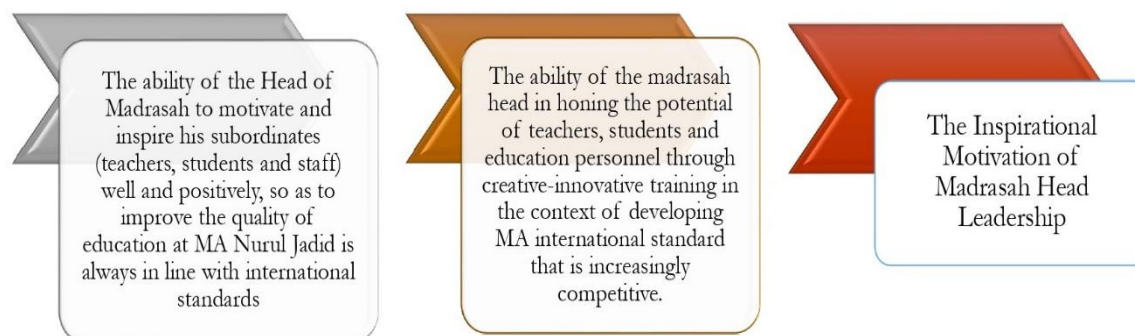 The ability of the Head of
Madrasah to motivate and
inspire his subordinates
(teachers, students and staff)
well and positively, so as to
improve the quality of
education at MA Nurul Jadid is
always in line with international
standards
The ability of the madrasah
head in honing the potential
of teachers, students and
education personnel through
creative-innovative training in
the context of developing
MA international standard
that is increasingly
competitive.
The Inspirational
Motivation of
Madrasah Head
Leadership